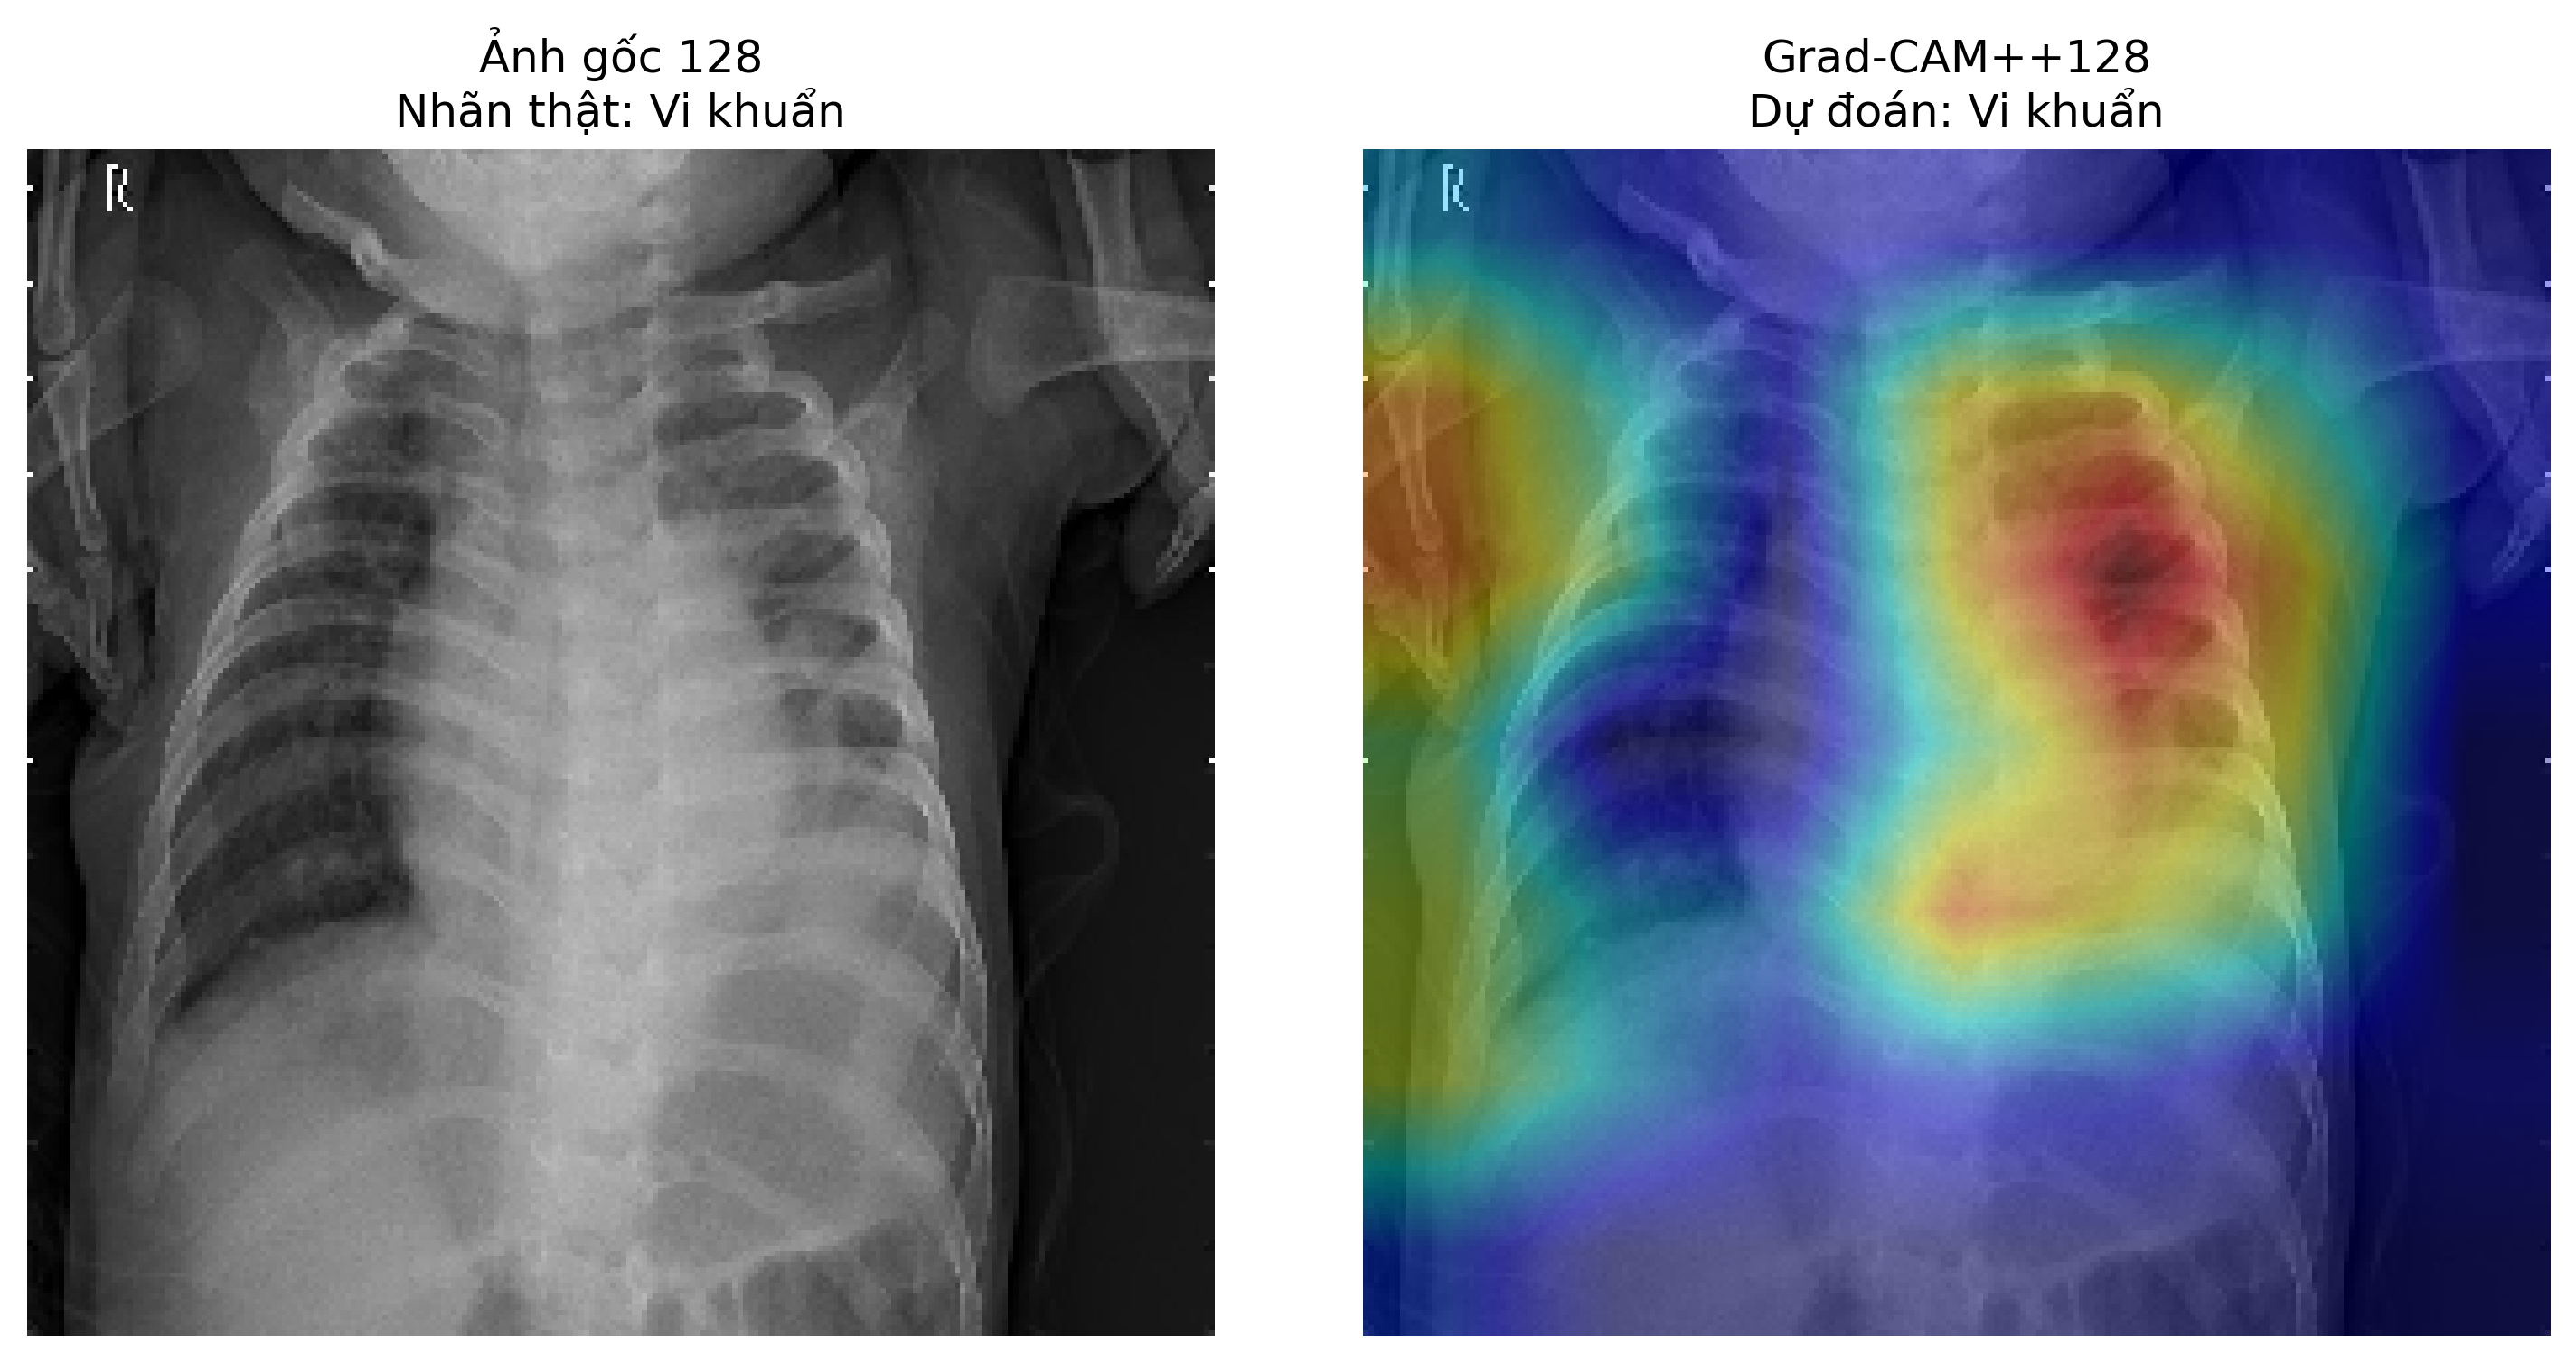 Ảnh gốc 128
Nhãn thật: Vi khuẩn
Grad-CAM++128
Dự đoán: Vi khuẩn
R
R